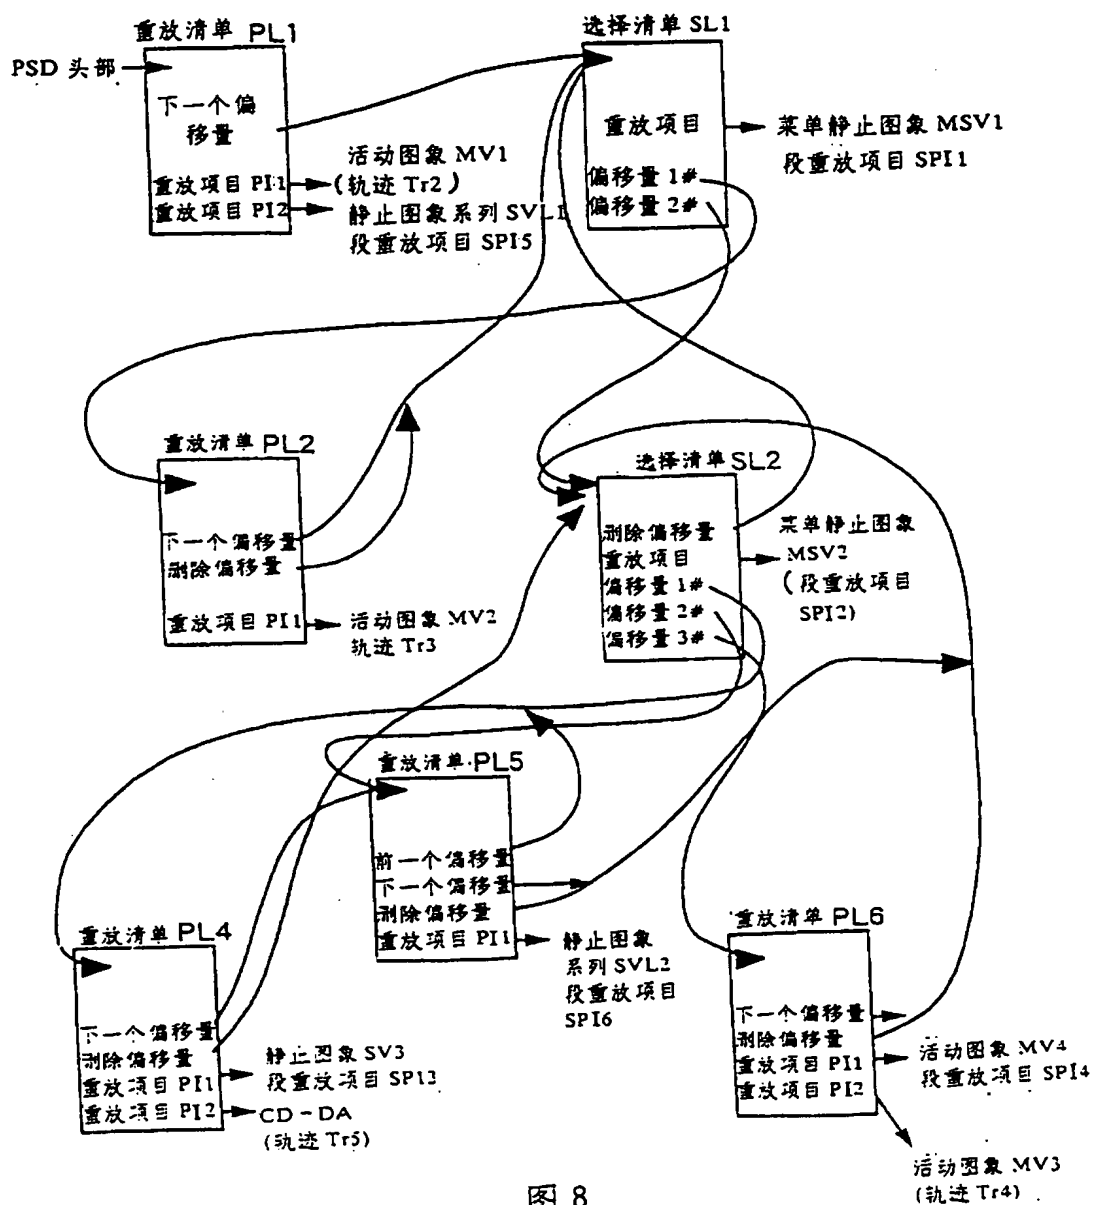 重放清单 PL1
PSD 头部
下一个偏
移量
重放项目 PI1
重放项目 PI2
活动图象 MV1
(轨迹 Tr2)
静止图象系列 SVL1
段重放项目 SPI5
选择清单 SL1
重放项目
偏移量 1#
偏移量 2#
菜单静止图象 MSV1
段重放项目 SPI1
重放清单 PL2
下一个偏移量
删除偏移量
重放项目 PI1
活动图象 MV2
轨迹 Tr3
选择清单 SL2
删除偏移量
重放项目
偏移量 1#
偏移量 2#
偏移量 3#
菜单静止图象
MSV2
(段重放项目
SPI2)
重放清单 PL5
前一个偏移量
下一个偏移量
删除偏移量
重放项目 PI1
静止图象
系列 SVL2
段重放项目
SPI6
重放清单 PL4
下一个偏移量
删除偏移量
重放项目 PI1
重放项目 PI2
静止图象 SV3
段重放项目 SPI3
CD-DA
(轨迹 Tr5)
重放清单 PL6
下一个偏移量
删除偏移量
重放项目 PI1
重放项目 PI2
活动图象 MV4
段重放项目 SPI4
活动图象 MV3
(轨迹 Tr4)
图 8